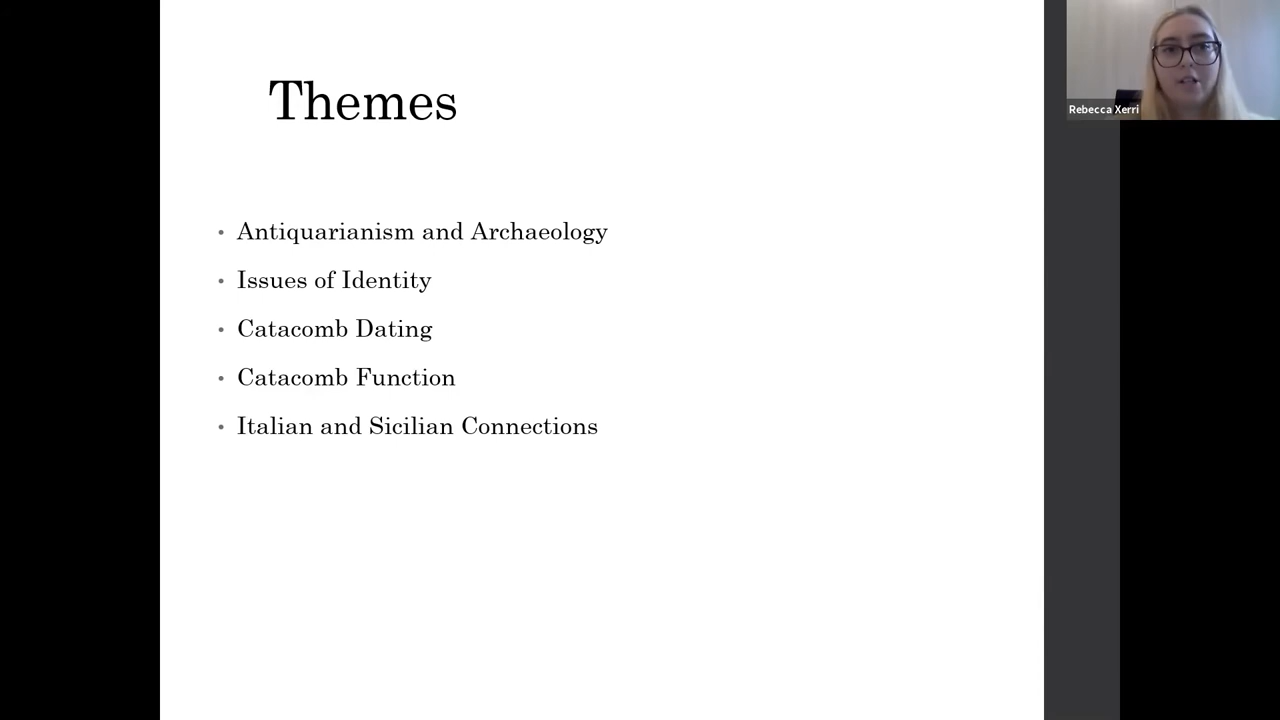 Themes
• Antiquarianism and Archaeology
• Issues of Identity
• Catacomb Dating
• Catacomb Function
• Italian and Sicilian Connections
Rebecca Xerri